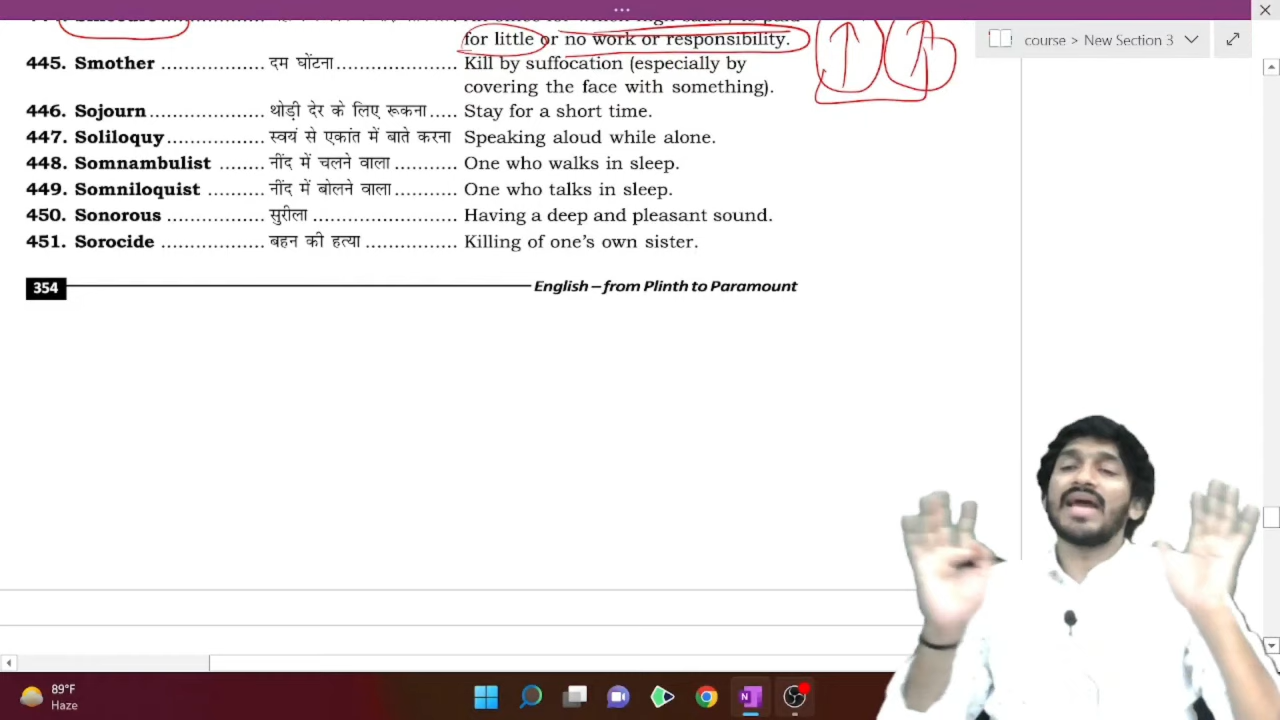 course > New Section 3
for little or no work or responsibility.
445. Smother .................. दम घोंटना..................... Kill by suffocation (especially by
covering the face with something).
446. Sojourn.................... थोड़ी देर के लिए रूकना ..... Stay for a short time.
447. Soliloquy................. स्वयं से एकांत में बाते करना Speaking aloud while alone.
448. Somnambulist ........ नींद में चलने वाला ........... One who walks in sleep.
449. Somniloquist .......... नींद में बोलने वाला ........... One who talks in sleep.
450. Sonorous ................. सुरीला ......................... Having a deep and pleasant sound.
451. Sorocide .................. बहन की हत्या ................ Killing of one's own sister.
354 English – from Plinth to Paramount
89°F
Haze